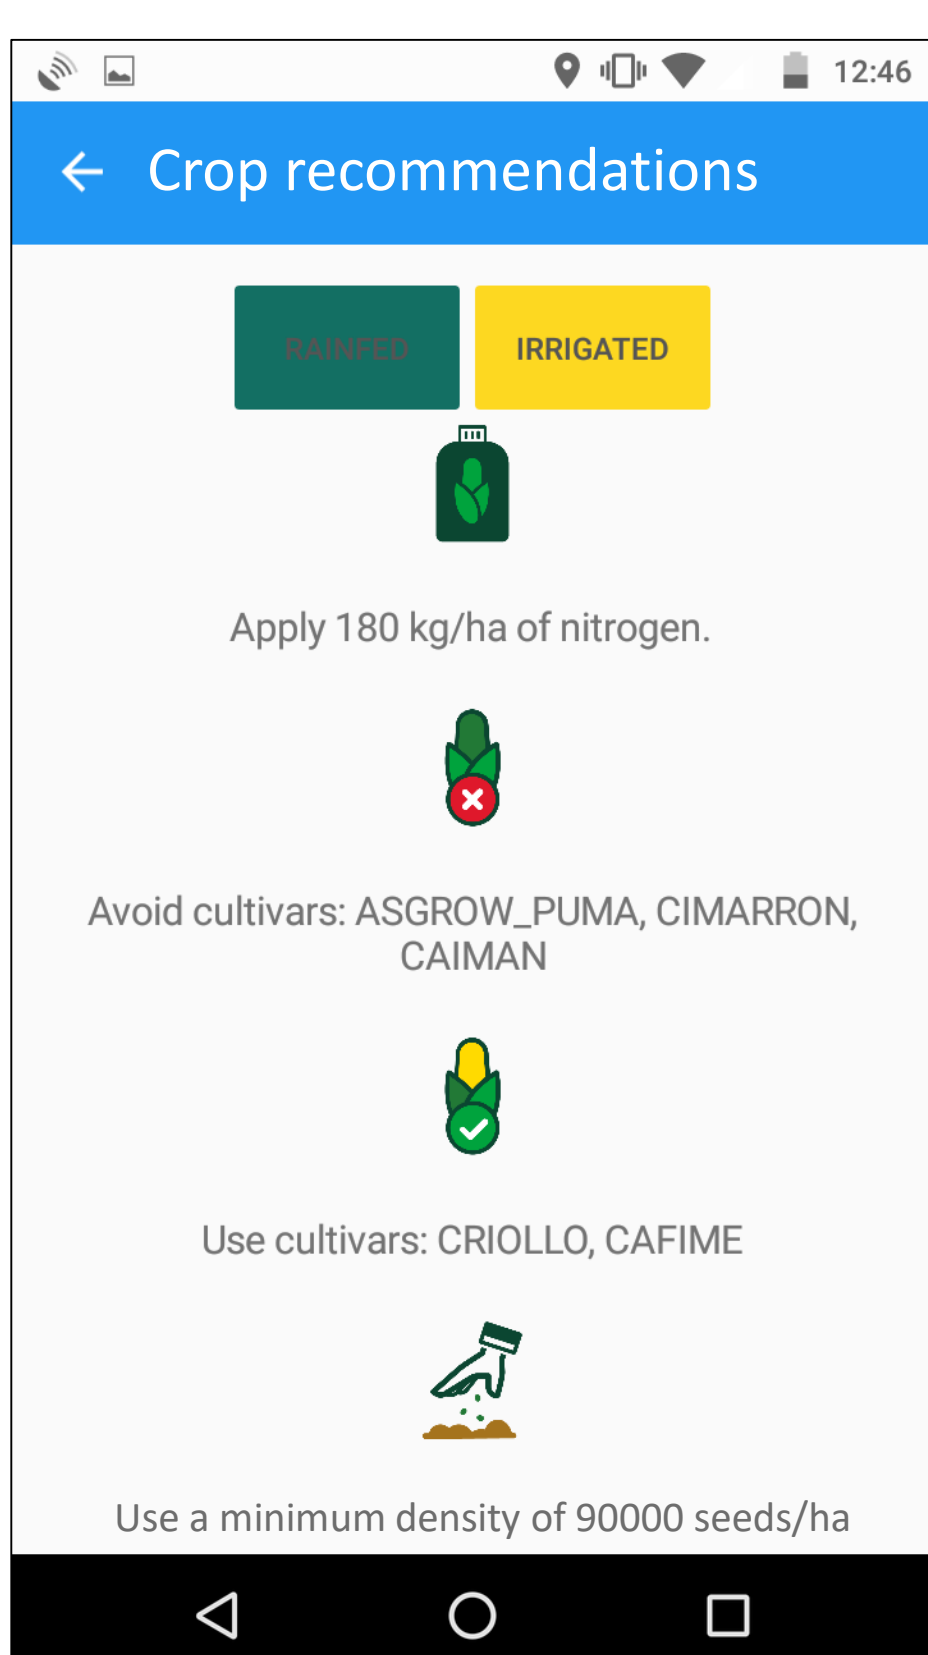 12:46
Crop recommendations
RAINFED
IRRIGATED
Apply 180 kg/ha of nitrogen.
Avoid cultivars: ASGROW_PUMA, CIMARRON,
CAIMAN
Use cultivars: CRIOLLO, CAFIME
Use a minimum density of 90000 seeds/ha